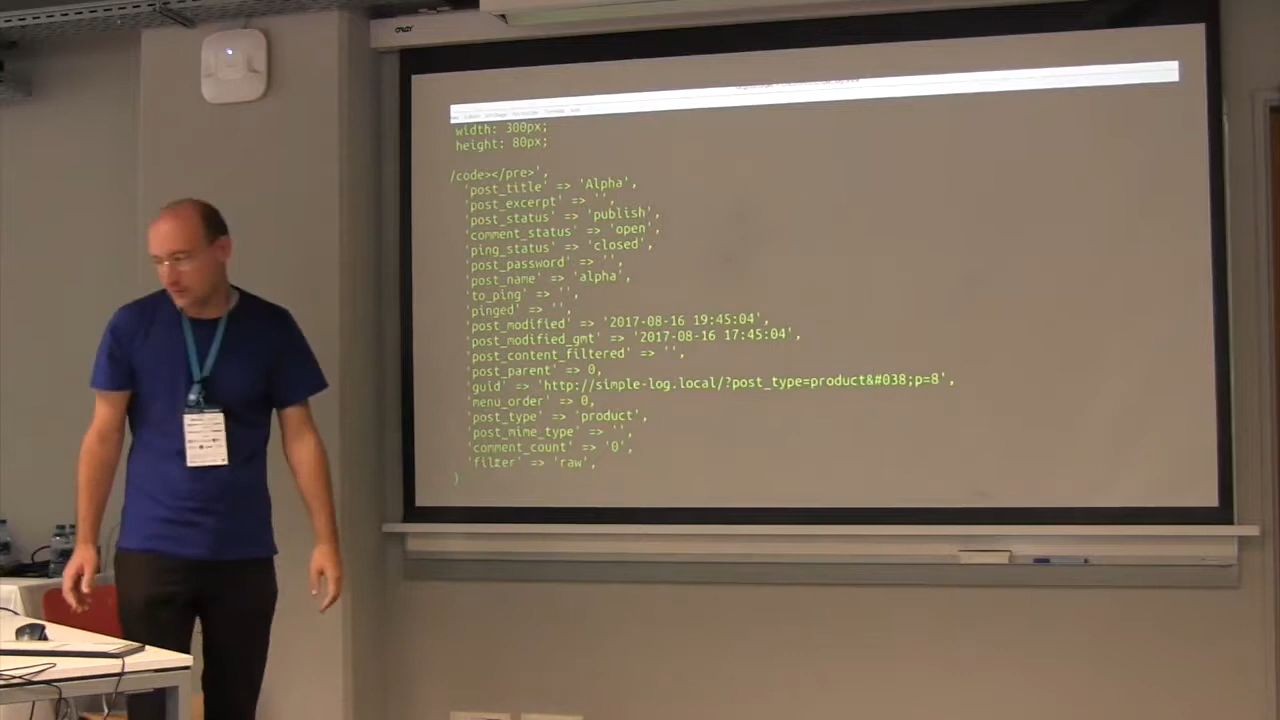 width: 300px;
height: 80px;
/code></pre>',
'post_title' => 'Alpha',
'post_excerpt' => '',
'post_status' => 'publish',
'comment_status' => 'open',
'ping_status' => 'closed',
'post_password' => '',
'post_name' => 'alpha',
'to_ping' => '',
'pinged' => '',
'post_modified' => '2017-08-16 19:45:04',
'post_modified_gmt' => '2017-08-16 17:45:04',
'post_content_filtered' => '',
'post_parent' => 0,
'guid' => 'http://simple-log.local/?post_type=product&#038;p=8',
'menu_order' => 0,
'post_type' => 'product',
'post_mime_type' => '',
'comment_count' => '0',
'filter' => 'raw',
)